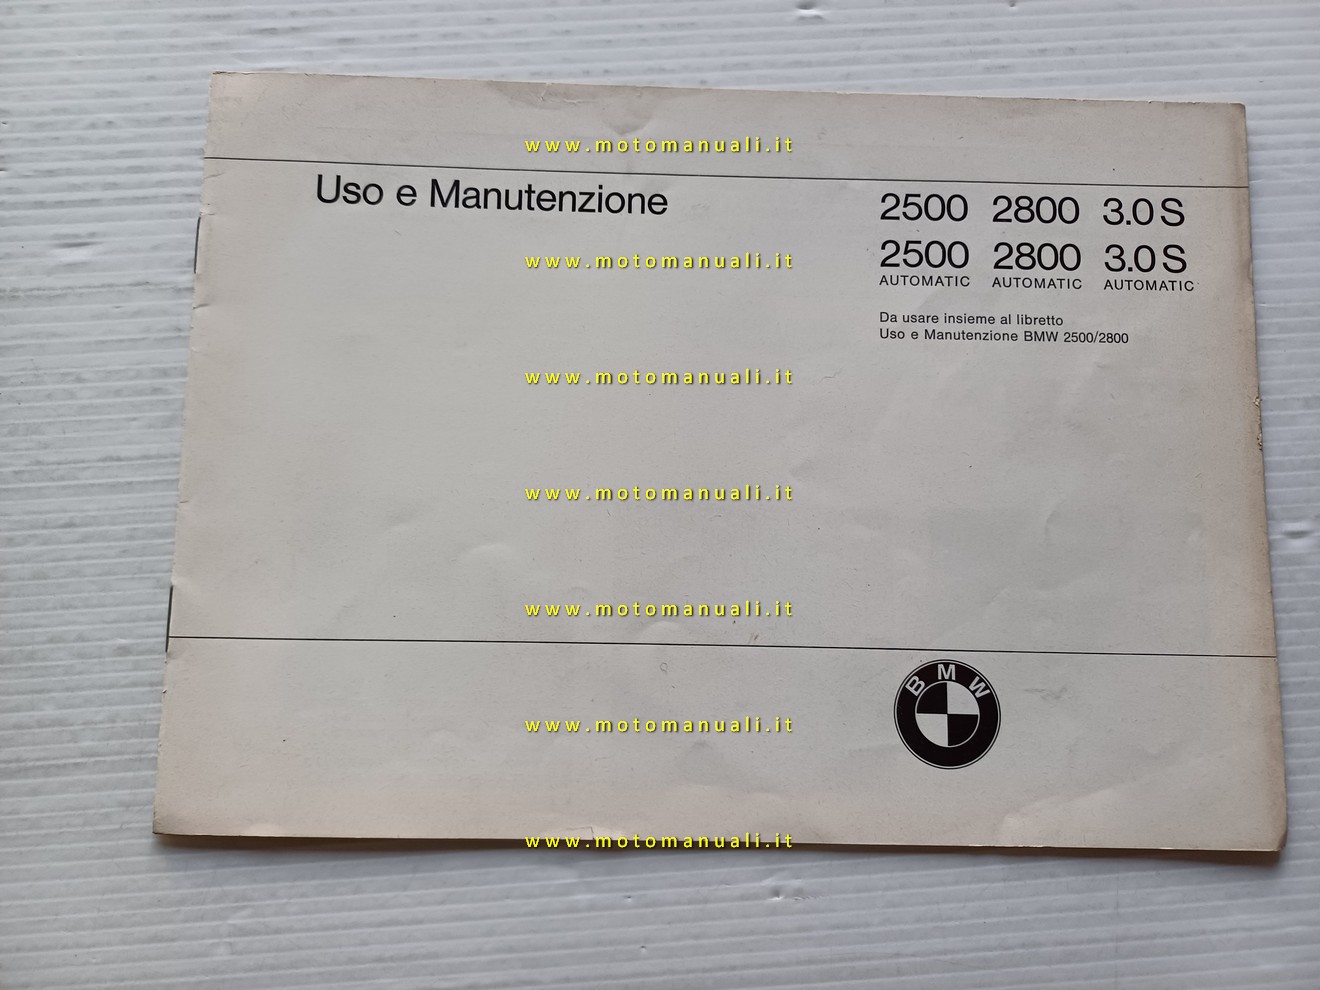 www.motomanuali.it
Uso e Manutenzione
2500 2800 3.0 S
2500 2800 3.0 S
AUTOMATIC AUTOMATIC AUTOMATIC
www.motomanuali.it
Da usare insieme al libretto
Uso e Manutenzione BMW 2500/2800
www.motomanuali.it
www.motomanuali.it
www.motomanuali.it
BMW
www.motomanuali.it
www.motomanuali.it